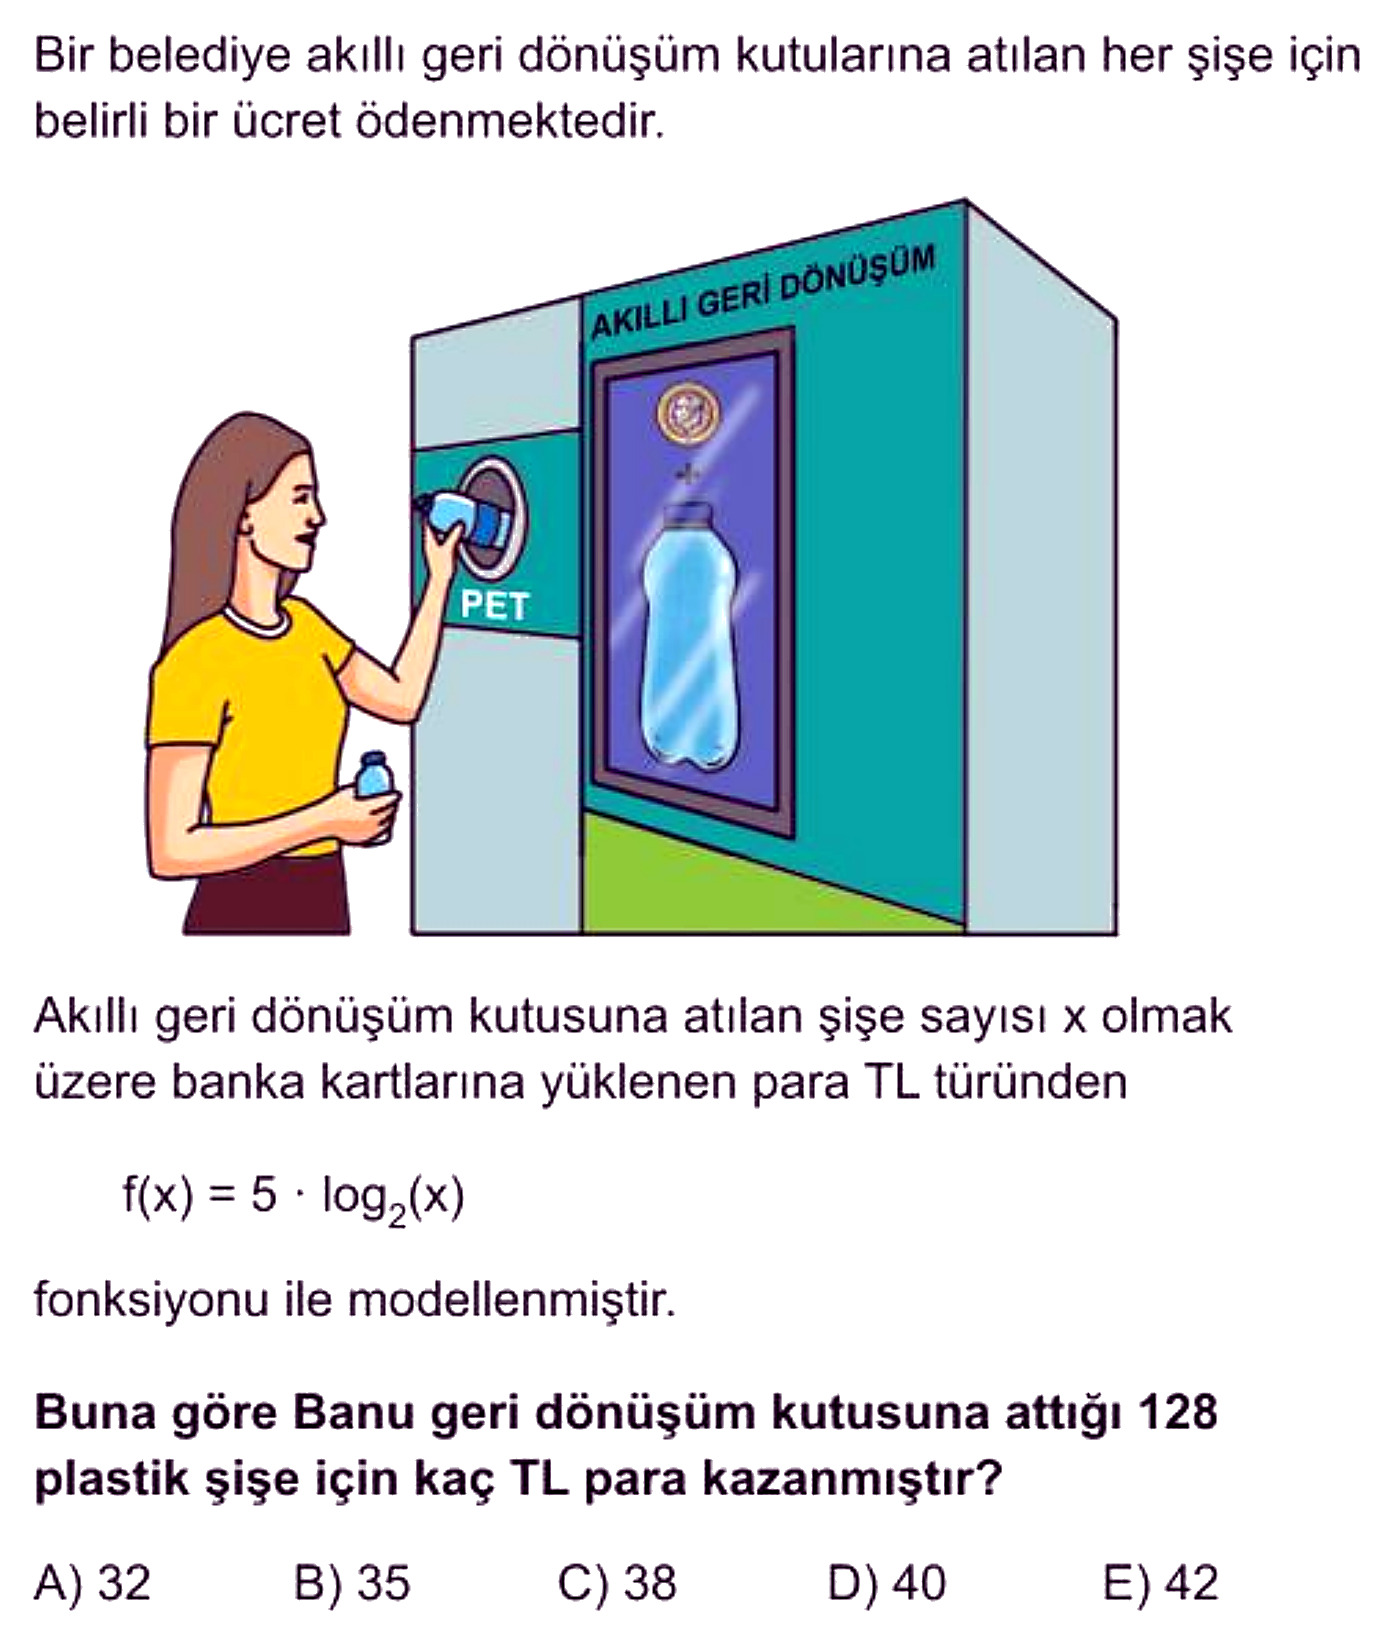 Bir belediye akıllı geri dönüşüm kutularına atılan her şişe için
belirli bir ücret ödenmektedir.
AKILLI GERİ DÖNÜŞÜM
PET
Akıllı geri dönüşüm kutusuna atılan şişe sayısı x olmak
üzere banka kartlarına yüklenen para TL türünden
f(x) = 5 · log₂(x)
fonksiyonu ile modellenmiştir.
Buna göre Banu geri dönüşüm kutusuna attığı 128
plastik şişe için kaç TL para kazanmıştır?
A) 32 B) 35 C) 38 D) 40 E) 42